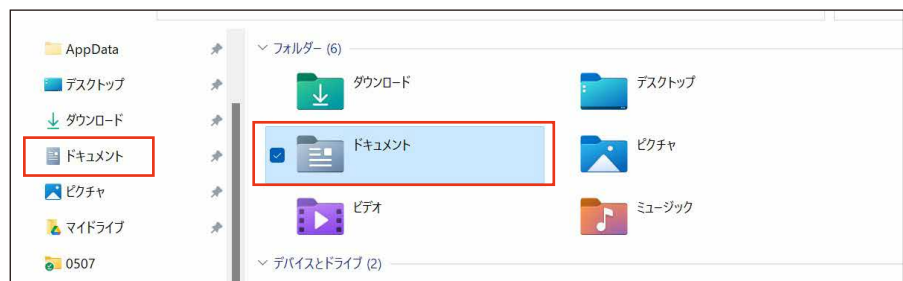 AppData
デスクトップ
ダウンロード
ドキュメント
ピクチャ
マイドライブ
0507
フォルダー (6)
ダウンロード
デスクトップ
ドキュメント
ピクチャ
ビデオ
ミュージック
デバイスとドライブ (2)